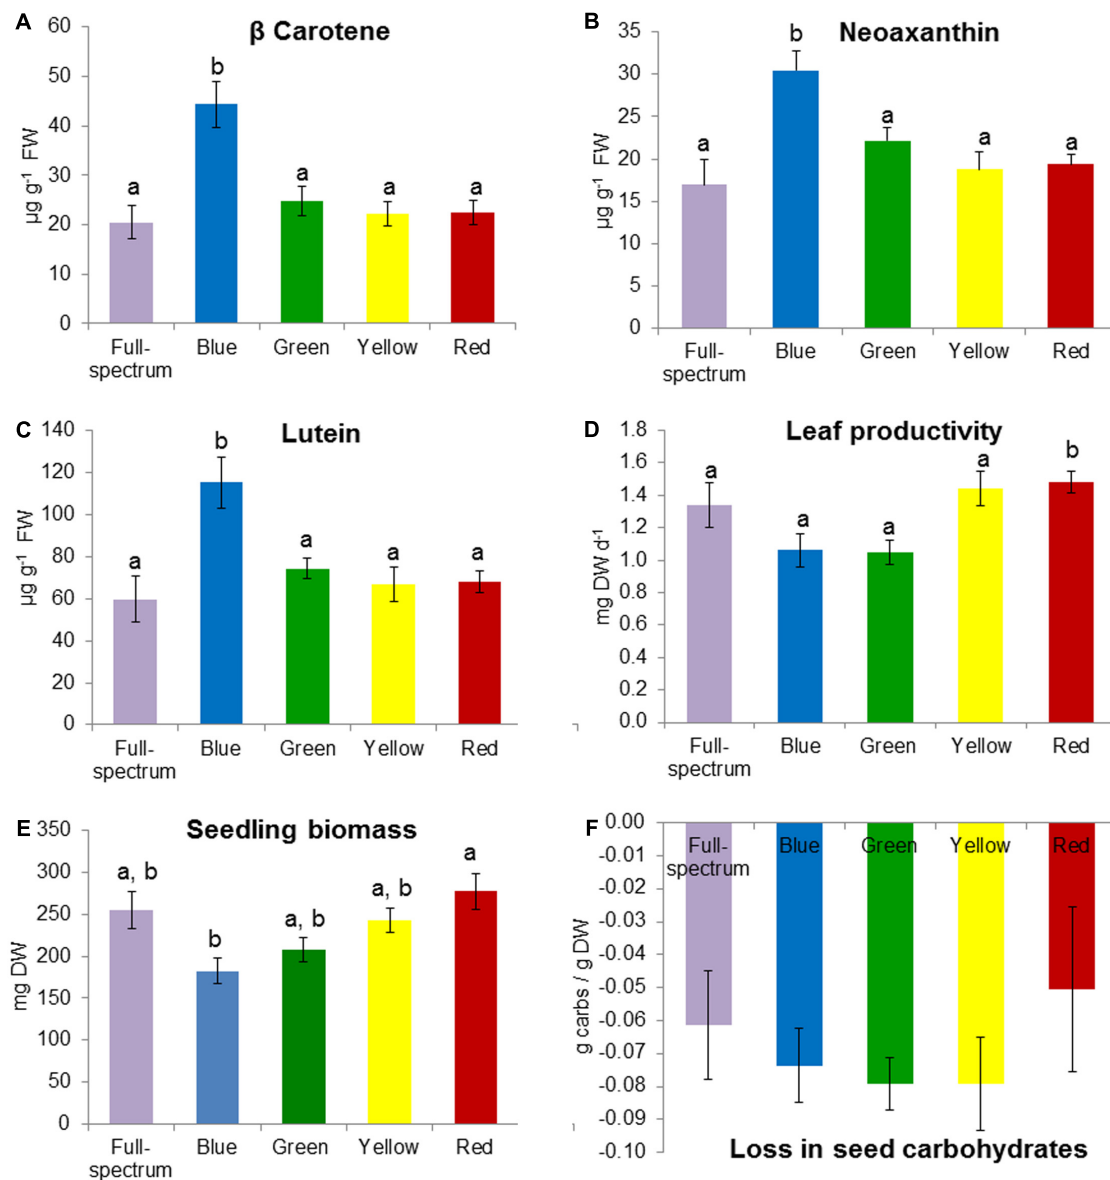 A
β Carotene
µg g-1 FW
60
50
40
30
20
10
0
a
b
a
a
a
Full-
spectrum
Blue
Green
Yellow
Red
B
Neoaxanthin
µg g-1 FW
35
30
25
20
15
10
5
0
a
b
a
a
a
Full-
spectrum
Blue
Green
Yellow
Red
C
Lutein
µg g-1 FW
140
120
100
80
60
40
20
0
a
b
a
a
a
Full-
spectrum
Blue
Green
Yellow
Red
D
Leaf productivity
mg DW d-1
1.8
1.6
1.4
1.2
1.0
0.8
0.6
0.4
0.2
0.0
a
a
a
a
b
Full-
spectrum
Blue
Green
Yellow
Red
E
Seedling biomass
mg DW
350
300
250
200
150
100
50
0
a, b
b
a, b
a, b
a
Full-
spectrum
Blue
Green
Yellow
Red
F
g carbs / g DW
0.00
-0.01
-0.02
-0.03
-0.04
-0.05
-0.06
-0.07
-0.08
-0.09
-0.10
Full-
spectrum
Blue
Green
Yellow
Red
Loss in seed carbohydrates